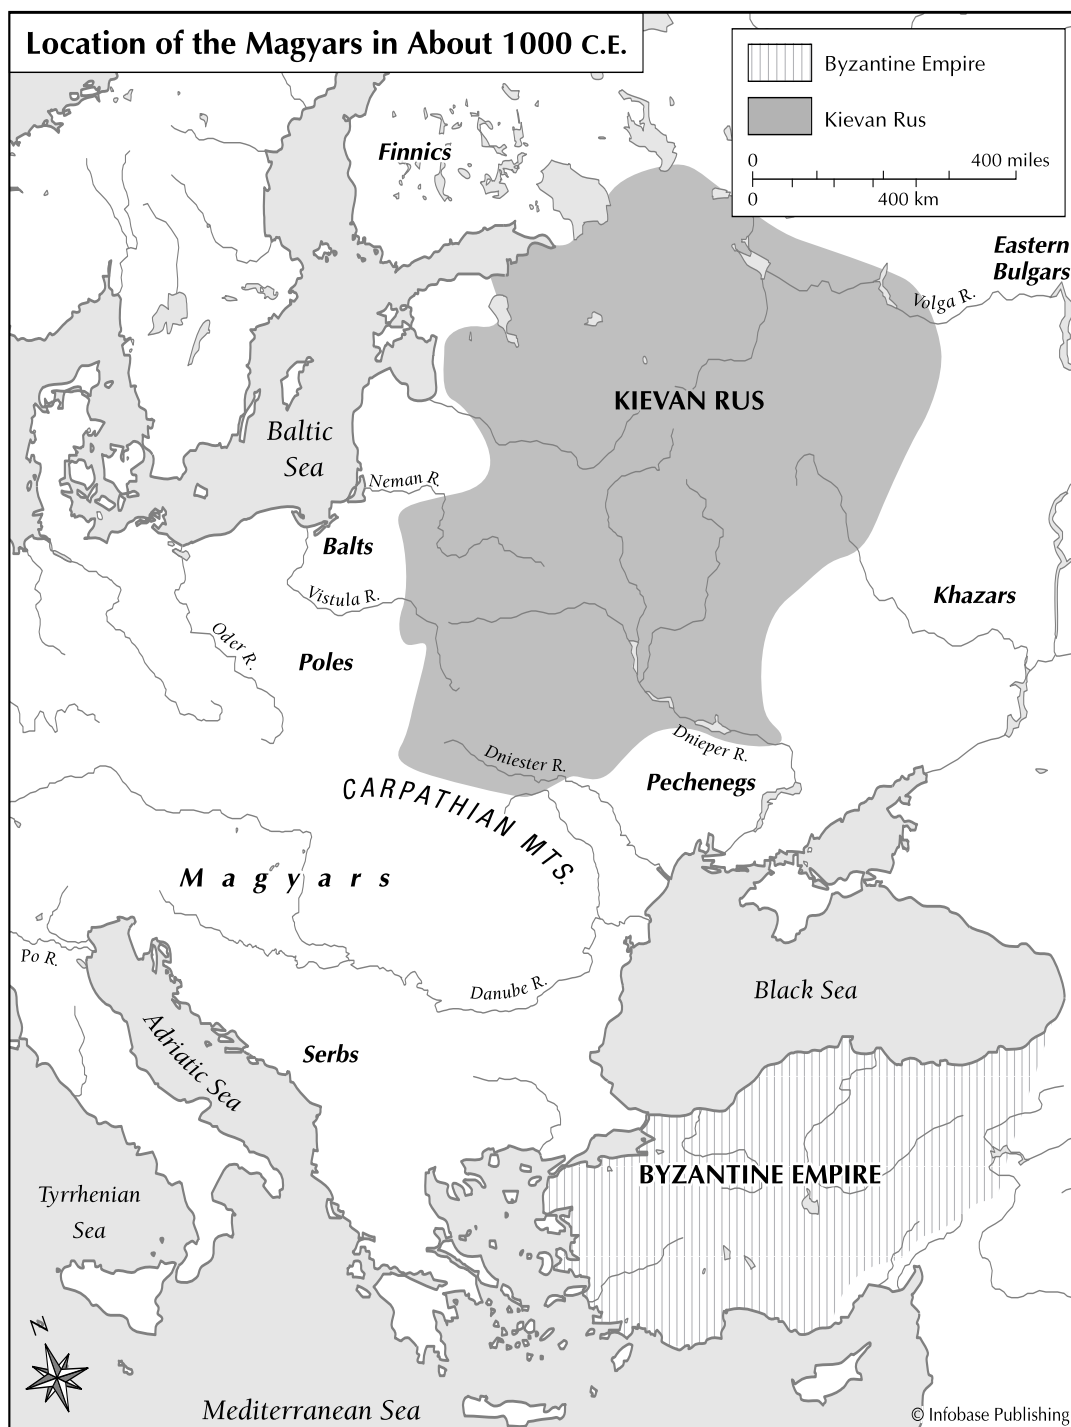 Location of the Magyars in About 1000 C.E.
Byzantine Empire
Kievan Rus
0 400 miles
0 400 km
Finnics
Eastern
Bulgars
Volga R.
KIEVAN RUS
Baltic
Sea
Neman R.
Balts
Vistula R.
Khazars
Oder R.
Poles
Dnieper R.
Dniester R.
Pechenegs
CARPATHIAN MTS.
Magyars
Po R.
Danube R.
Black Sea
Adriatic Sea
Serbs
BYZANTINE EMPIRE
Tyrrhenian
Sea
N
Mediterranean Sea
© Infobase Publishing